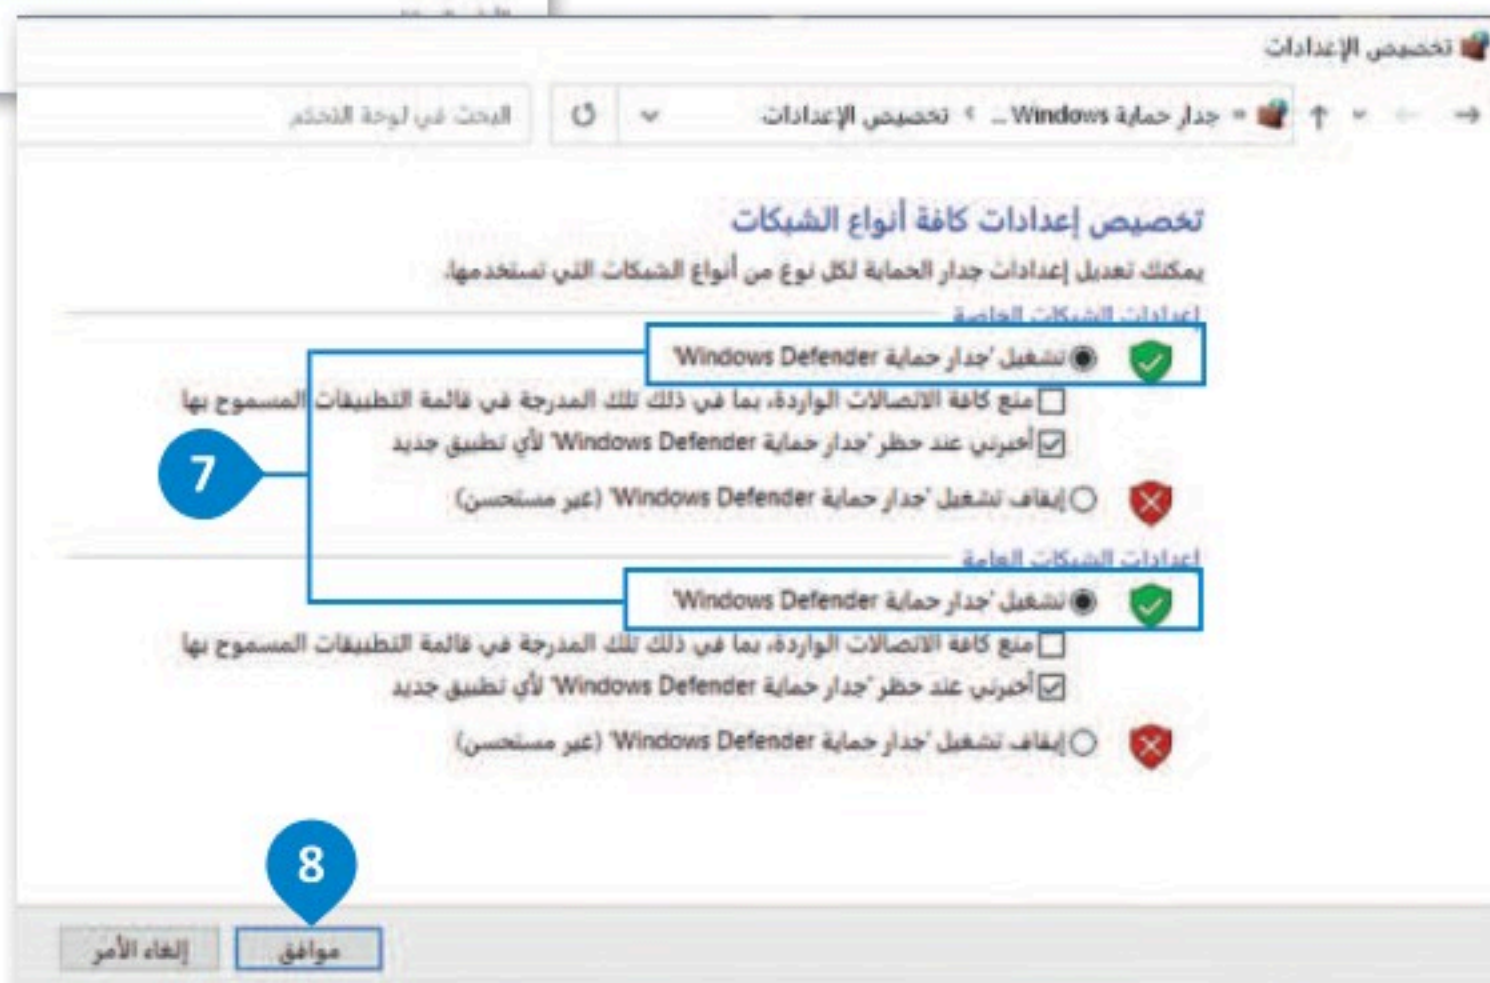 تخصيص الإعدادات
جدار حماية Windows ... › تخصيص الإعدادات
البحث في لوحة التحكم
تخصيص إعدادات كافة أنواع الشبكات
يمكنك تعديل إعدادات جدار الحماية لكل نوع من أنواع الشبكات التي تستخدمها.
إعدادات الشبكات الخاصة
تشغيل 'جدار حماية Windows Defender'
منع كافة الاتصالات الواردة، بما في ذلك تلك المدرجة في قائمة التطبيقات المسموح بها
أخبرني عند حظر 'جدار حماية Windows Defender' لأي تطبيق جديد
7
إيقاف تشغيل 'جدار حماية Windows Defender' (غير مستحسن)
إعدادات الشبكات العامة
تشغيل 'جدار حماية Windows Defender'
منع كافة الاتصالات الواردة، بما في ذلك تلك المدرجة في قائمة التطبيقات المسموح بها
أخبرني عند حظر 'جدار حماية Windows Defender' لأي تطبيق جديد
إيقاف تشغيل 'جدار حماية Windows Defender' (غير مستحسن)
8
موافق
إلغاء الأمر